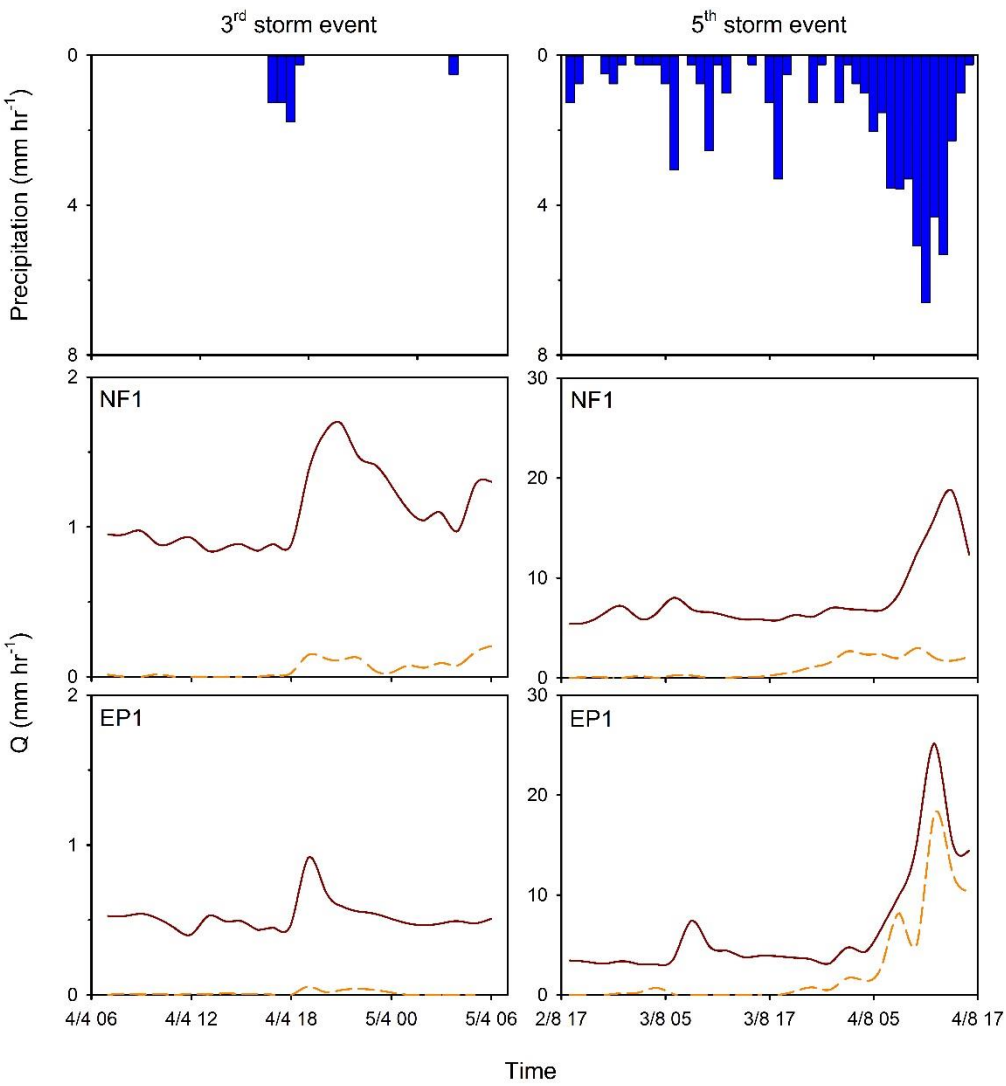 3rd storm event
5th storm event
Precipitation (mm hr-1)
0
4
8
0
4
8
Q (mm hr-1)
NF1
2
1
0
NF1
30
20
10
0
EP1
2
1
0
EP1
30
20
10
0
4/4 06 4/4 12 4/4 18 5/4 00 5/4 06
2/8 17 3/8 05 3/8 17 4/8 05 4/8 17
Time